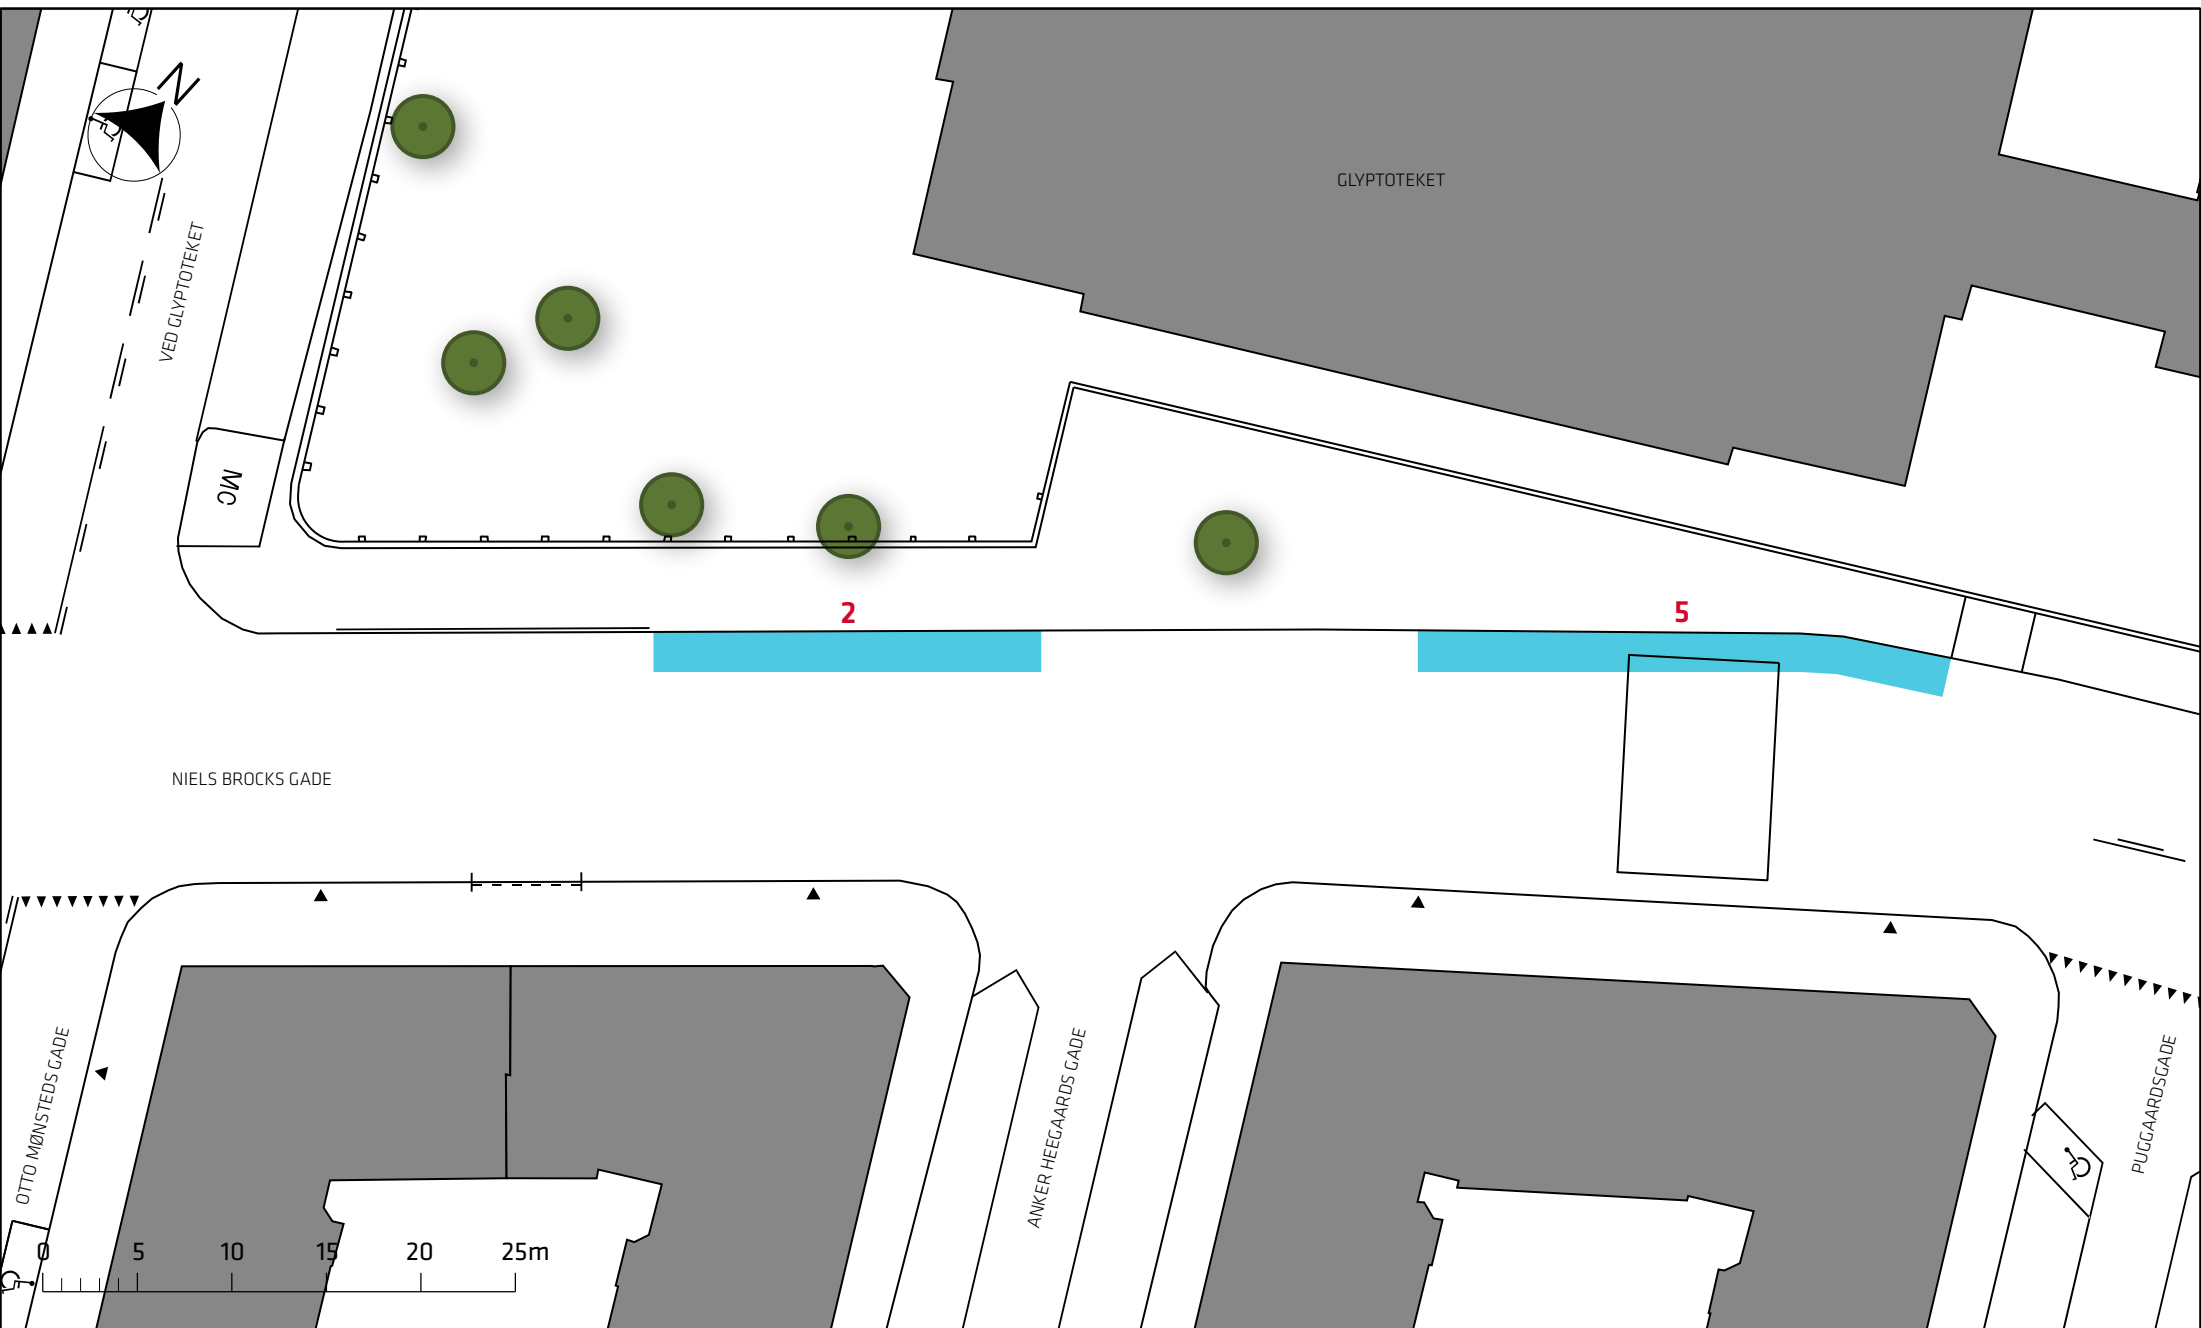 N
GLYPTOTEKET
VED GLYPTOTEKET
MC
2
5
NIELS BROCKS GADE
OTTO MØNSTEDS GADE
ANKER HEEGAARDS GADE
PUGGAARDSGADE
0 5 10 15 20 25m